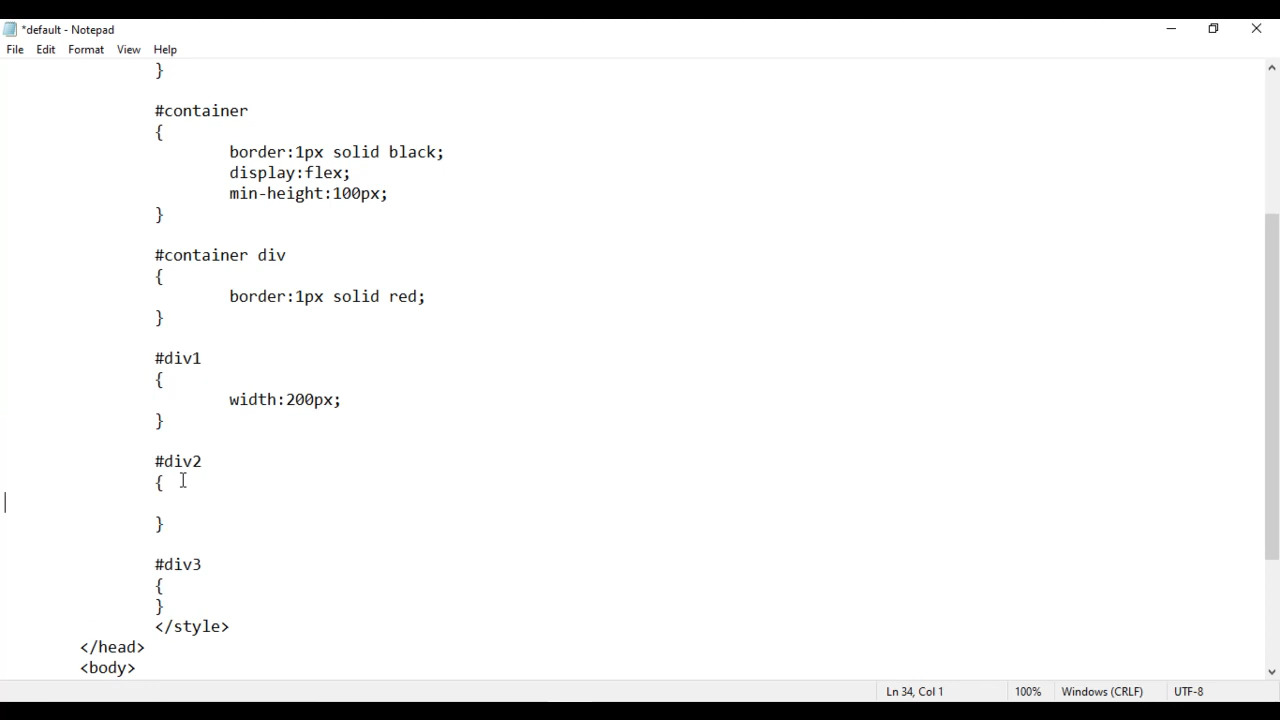 *default - Notepad
File Edit Format View Help
}
#container
{
border:1px solid black;
display:flex;
min-height:100px;
}
#container div
{
border:1px solid red;
}
#div1
{
width:200px;
}
#div2
{
}
#div3
{
}
</style>
</head>
<body>
Ln 34, Col 1 100% Windows (CRLF) UTF-8